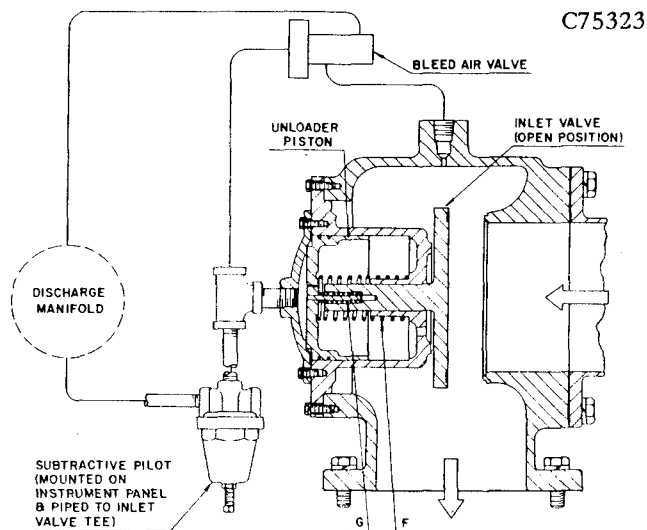 C75323
BLEED AIR VALVE
UNLOADER
PISTON
INLET VALVE
(OPEN POSITION)
DISCHARGE
MANIFOLD
SUBTRACTIVE PILOT
(MOUNTED ON
INSTRUMENT PANEL
& PIPED TO INLET
VALVE TEE)
G F